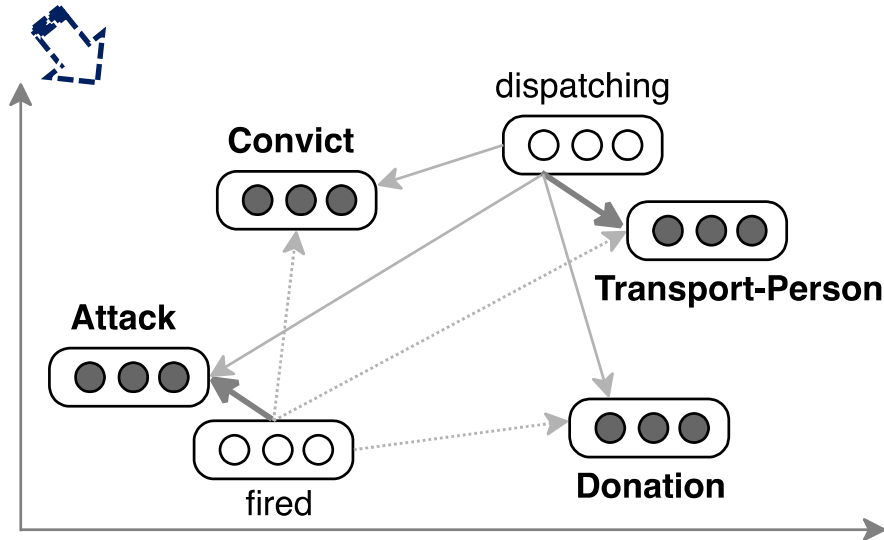 dispatching
Convict
Transport-Person
Attack
Donation
fired